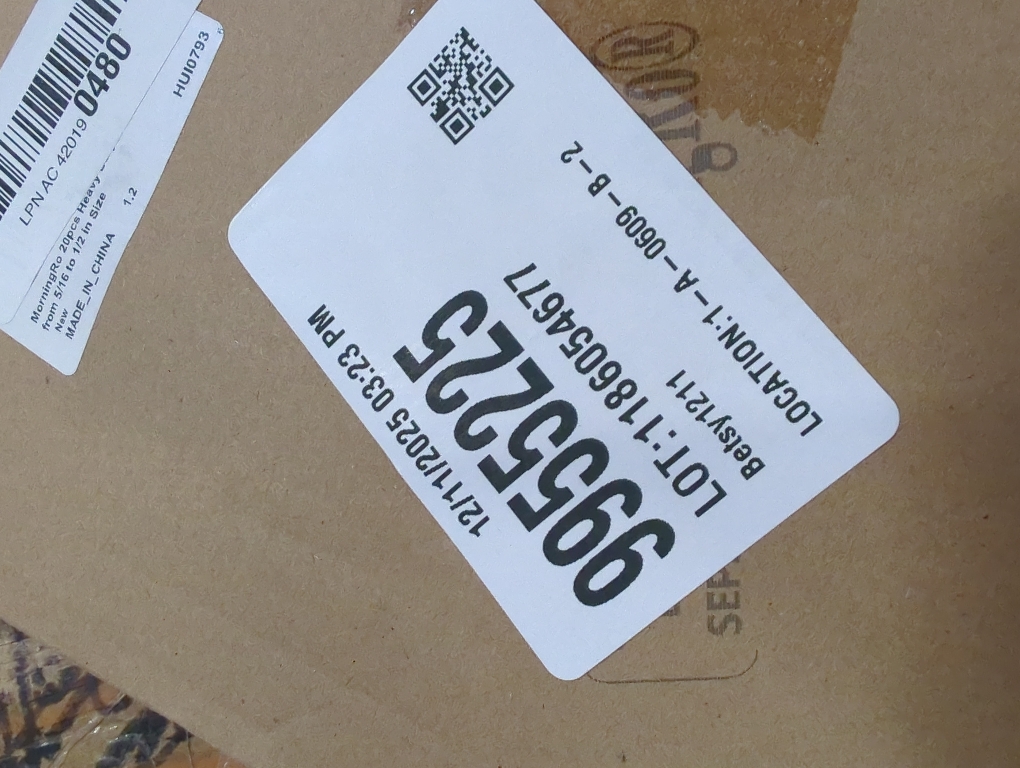 LPN AC 42019 0480
MorningRo 20pcs Heavy
from 5/16 to 1/2 in Size
New
MADE_IN_CHINA 1.2
HUI0793
12/11/2025 03:23 PM
9955225
LOT:1186054677
Betsy1211
LOCATION:1-A-0609-B-2